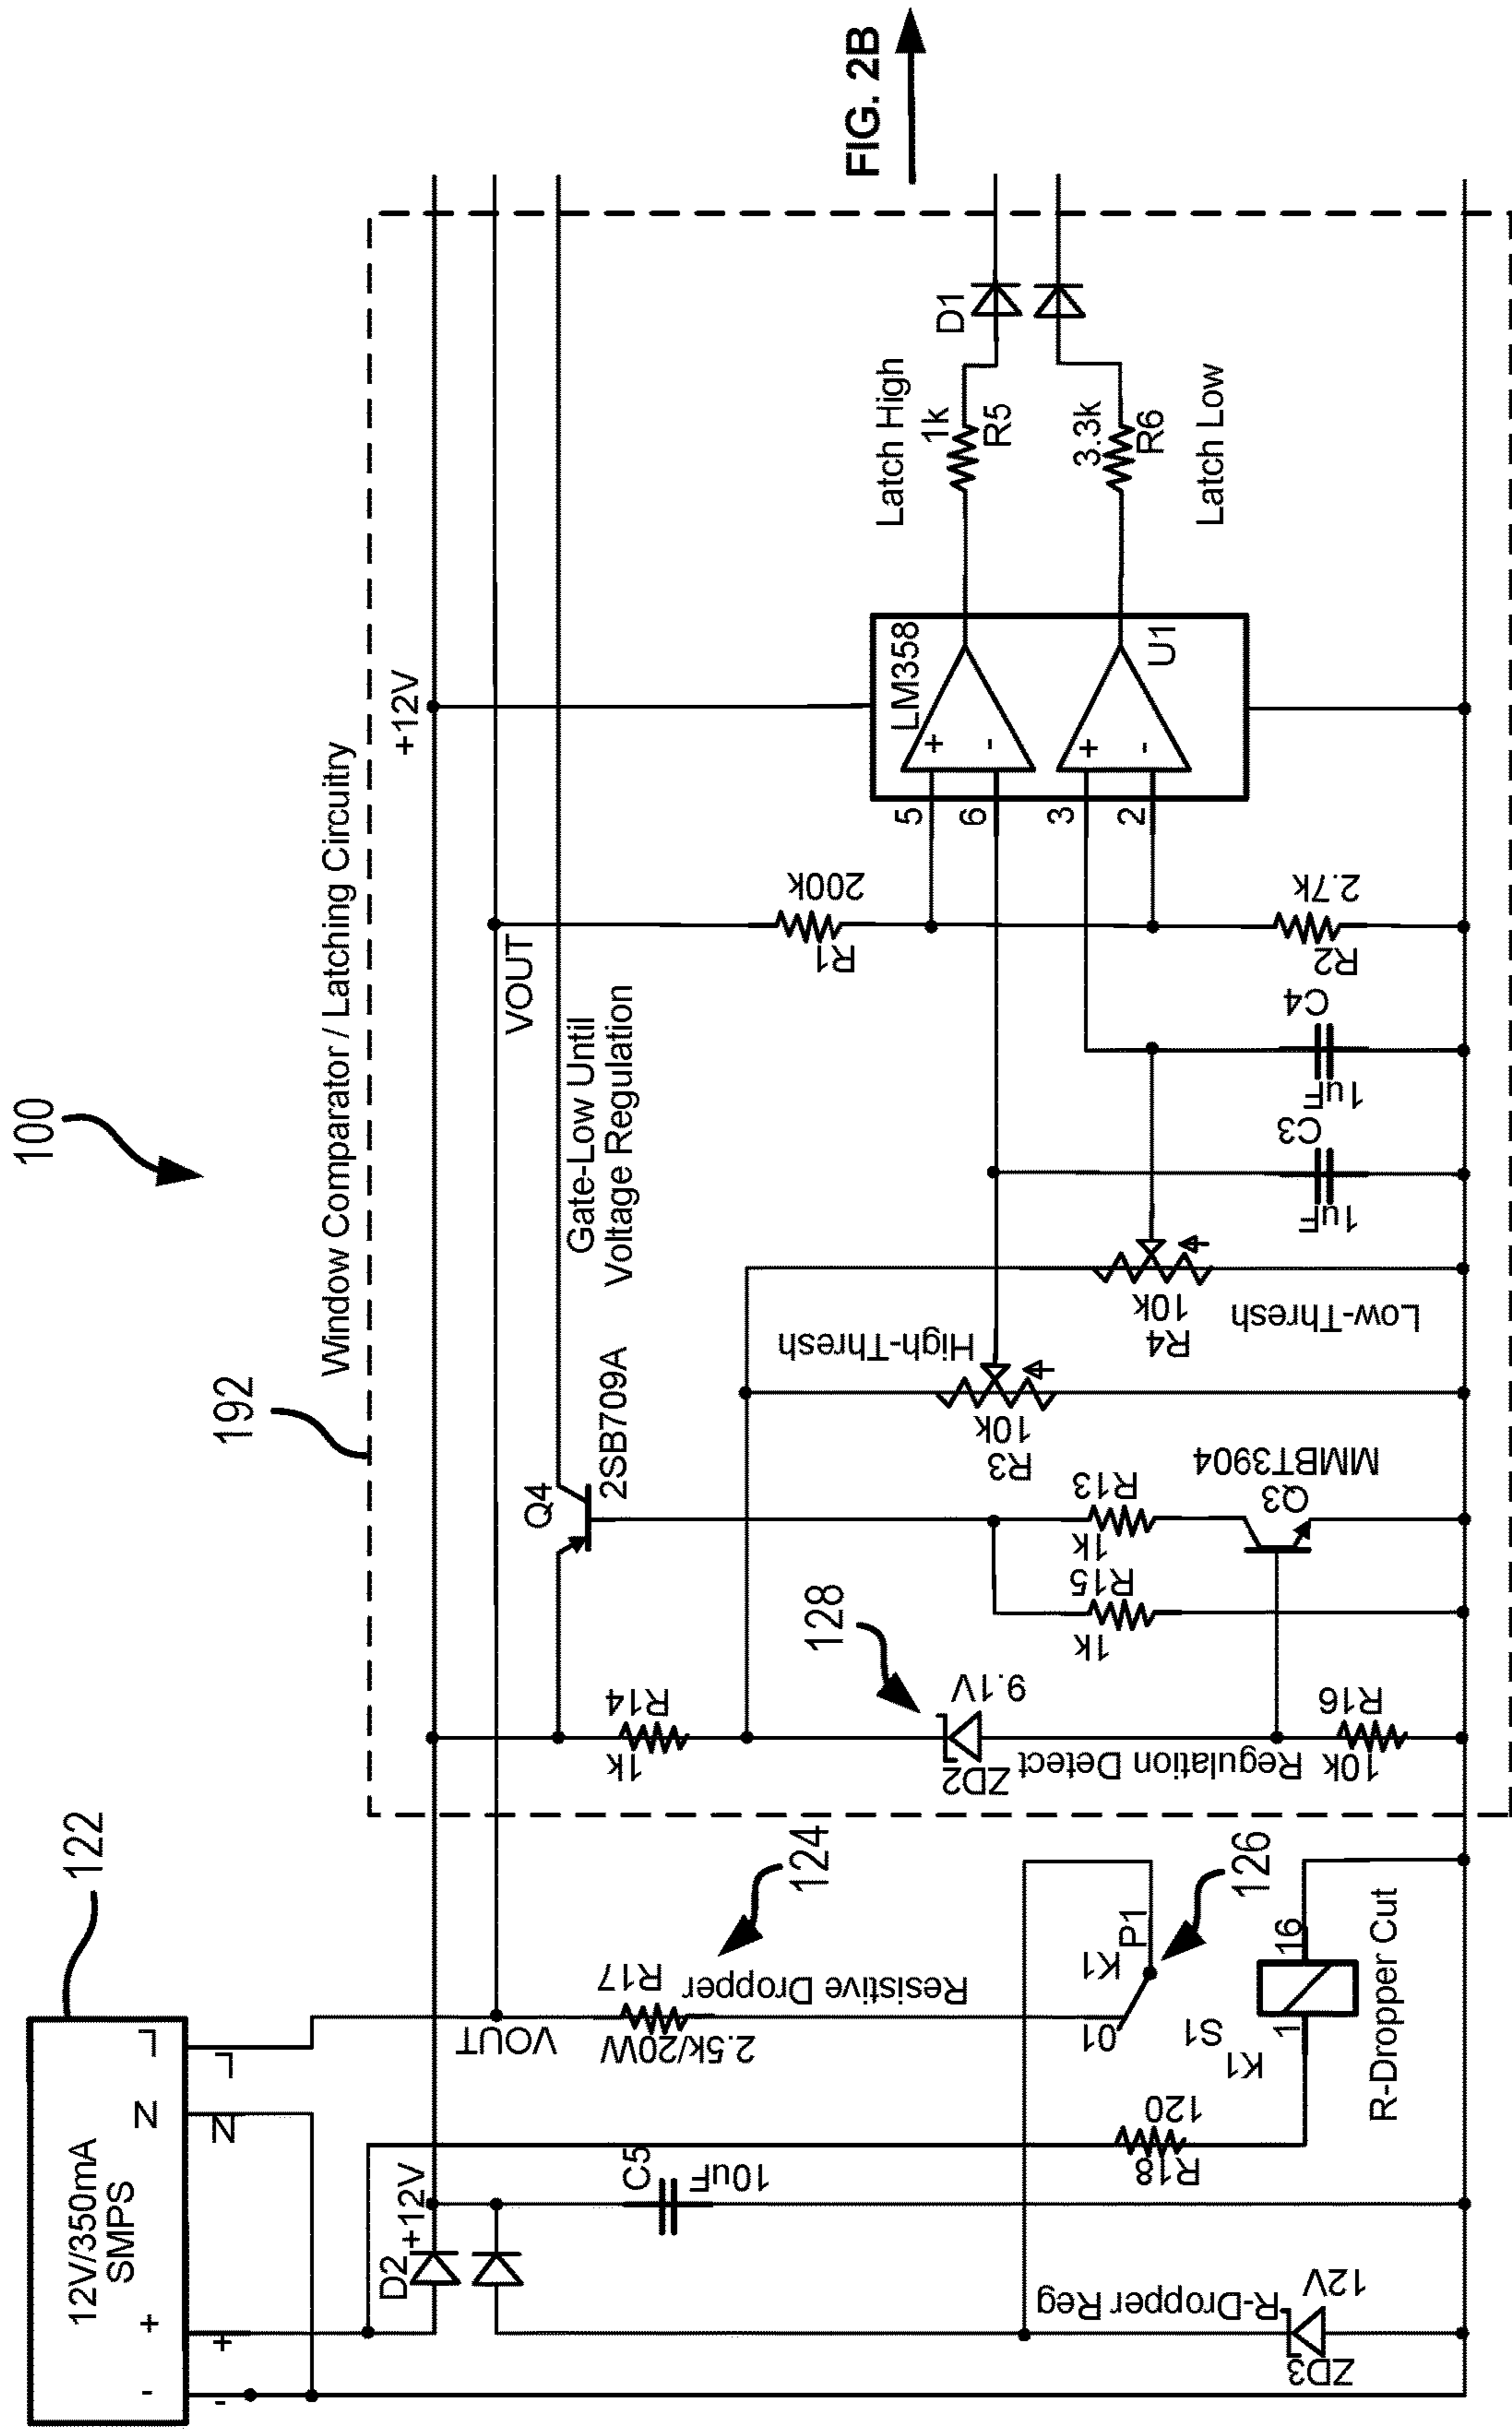 100
FIG. 2B
192
Window Comparator / Latching Circuitry
122
12V/350mA
SMPS
-
+
N
L
-
+
N
L
D2
+12V
VOUT
C5
10uF
R17
2.5k/20W
Resistive Dropper
124
R18
120
K1
S1
1
16
R-Dropper Cut
01
K1
P1
126
R-Dropper Reg
ZD3
12V
R14
1k
ZD2
9.1V
128
Regulation Detect
R16
10k
Q4
2SB709A
Gate-Low Until
Voltage Regulation
R15
1k
R13
1k
Q3
MMBT3904
R3
10k
High-Thresh
R4
10k
Low-Thresh
C3
1uF
C4
1uF
+12V
VOUT
R1
200k
R2
2.7k
5
6
3
2
LM358
+
-
+
-
U1
Latch High
1k
R5
D1
3.3k
R6
Latch Low